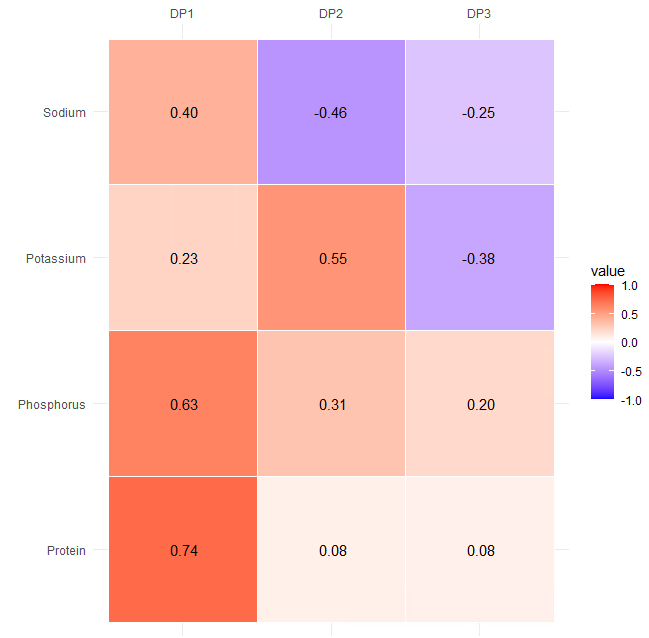 DP1 DP2 DP3
Sodium 0.40 -0.46 -0.25
Potassium 0.23 0.55 -0.38
value
1.0
0.5
0.0
-0.5
-1.0
Phosphorus 0.63 0.31 0.20
Protein 0.74 0.08 0.08